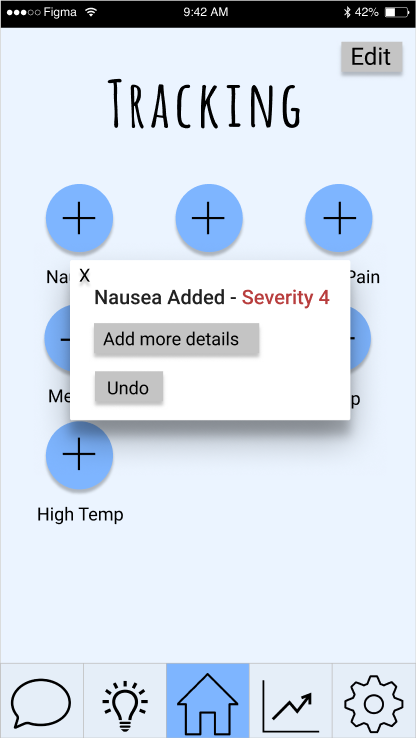 Figma 9:42 AM 42%
Edit
TRACKING
Na Pain
X
Nausea Added - Severity 4
Add more details
Undo
Me p
High Temp